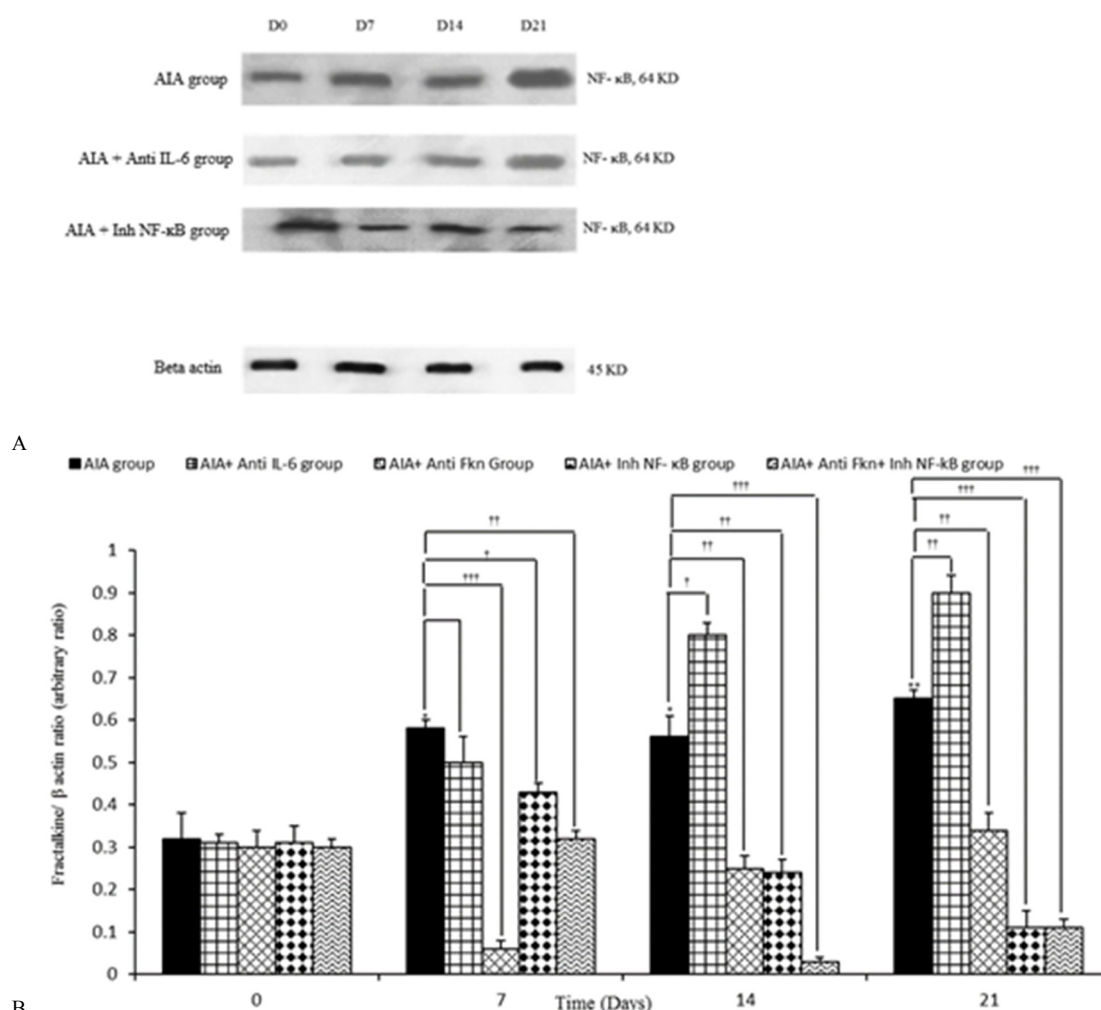 D0 D7 D14 D21
AIA group NF- κB, 64 KD
AIA + Anti IL-6 group NF- κB, 64 KD
AIA + Inh NF-κB group NF- κB, 64 KD
Beta actin 45 KD
A
AIA group AIA+ Anti IL-6 group AIA+ Anti Fkn Group AIA+ Inh NF- κB group AIA+ Anti Fkn+ Inh NF-kB group
††† ††† ††† †† † ††† †† †† † †† ††
Fractalkine/ β actin ratio (arbitrary ratio)
1
0.9
0.8
0.7
0.6
0.5
0.4
0.3
0.2
0.1
0
* * **
0 7 14 21
Time (Days)
B